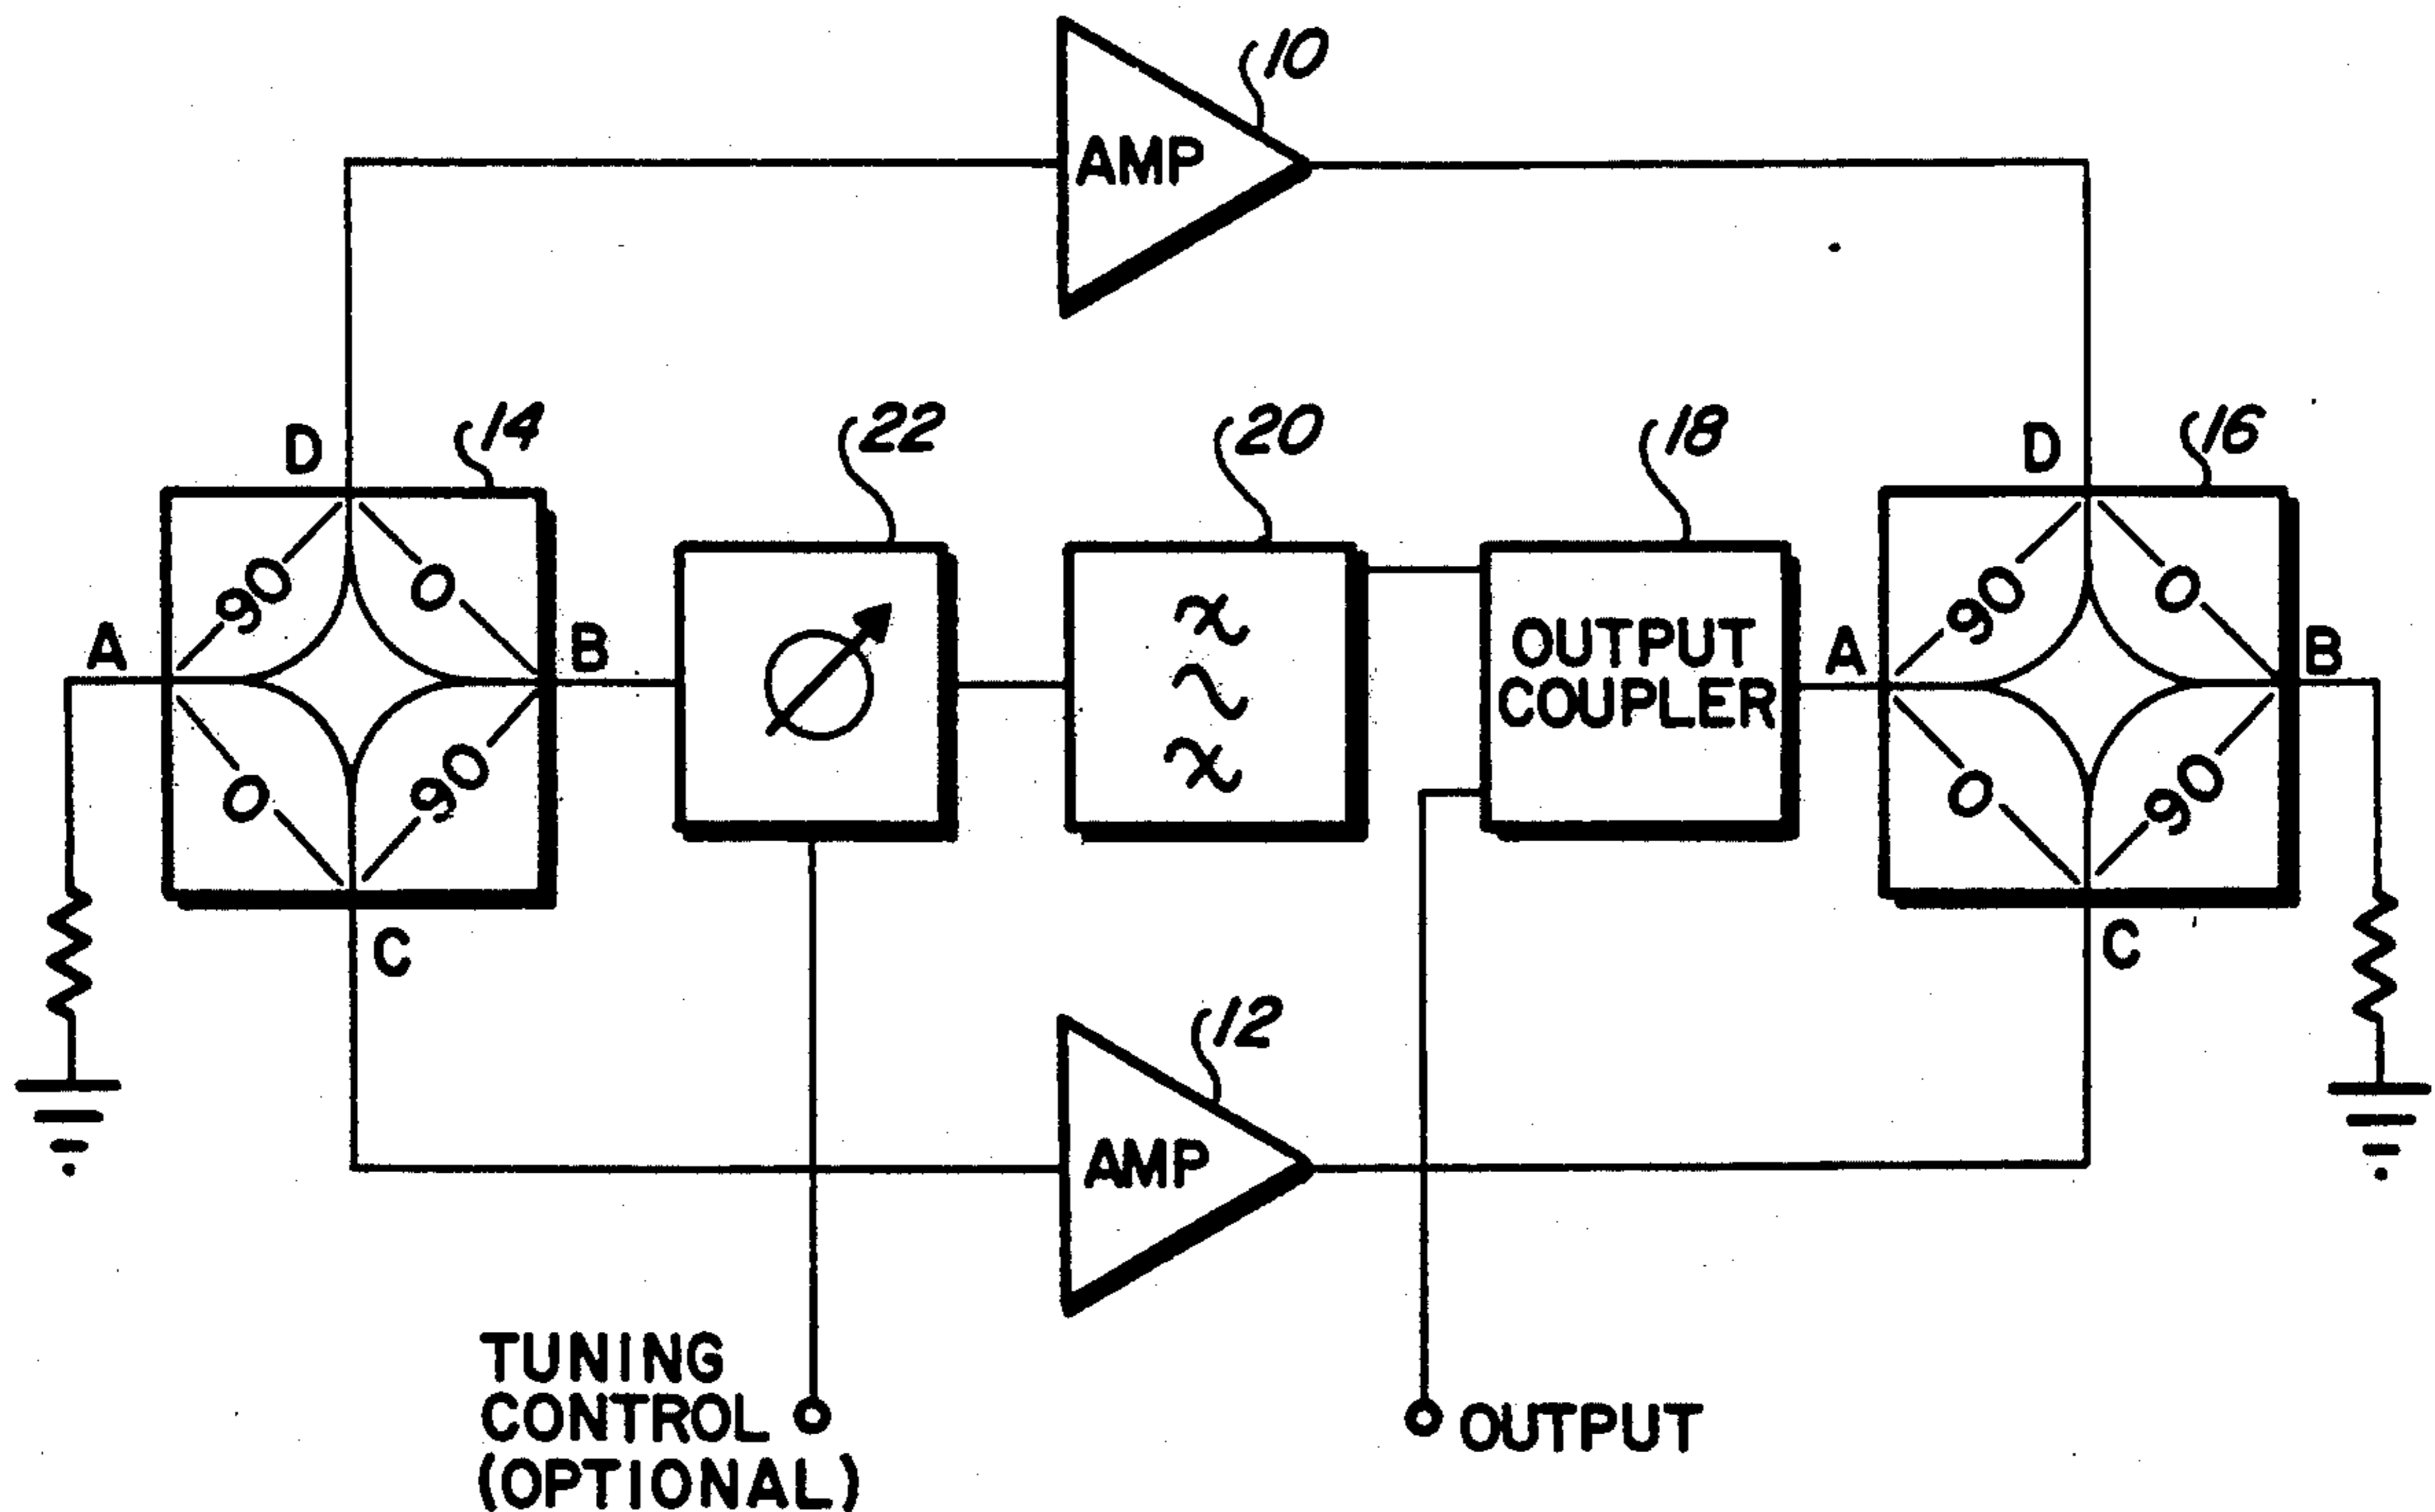 10
AMP
D
14
22
20
18
D
16
90
0
90
0
A
B
OUTPUT
COUPLER
A
B
0
90
0
90
C
C
12
AMP
TUNING
CONTROL
(OPTIONAL)
OUTPUT